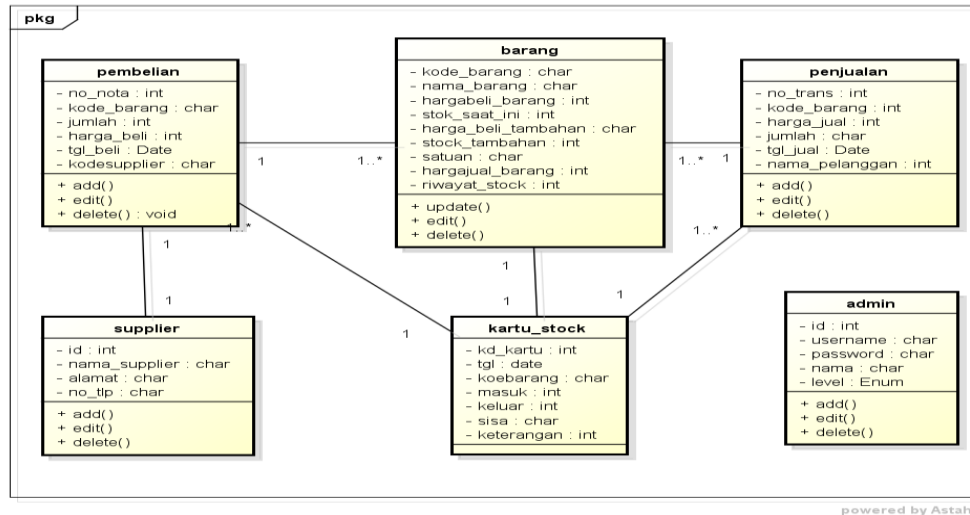 pkg
pembelian
- no_nota : int
- kode_barang : char
- jumlah : int
- harga_beli : int
- tgl_beli : Date
- kodesupplier : char
+ add()
+ edit()
+ delete() : void
barang
- kode_barang : char
- nama_barang : char
- hargabeli_barang : int
- stok_saat_ini : int
- harga_beli_tambahan : char
- stock_tambahan : int
- satuan : char
- hargajual_barang : int
- riwayat_stock : int
+ update()
+ edit()
+ delete()
penjualan
- no_trans : int
- kode_barang : int
- harga_jual : int
- jumlah : char
- tgl_jual : Date
- nama_pelanggan : int
+ add()
+ edit()
+ delete()
1
1..*
1..*
1
1..*
1
1
1
1
1..*
1
1
supplier
- id : int
- nama_supplier : char
- alamat : char
- no_tlp : char
+ add()
+ edit()
+ delete()
kartu_stock
- kd_kartu : int
- tgl : date
- koebarang : char
- masuk : int
- keluar : int
- sisa : char
- keterangan : int
admin
- id : int
- username : char
- password : char
- nama : char
- level : Enum
+ add()
+ edit()
+ delete()
powered by Astah